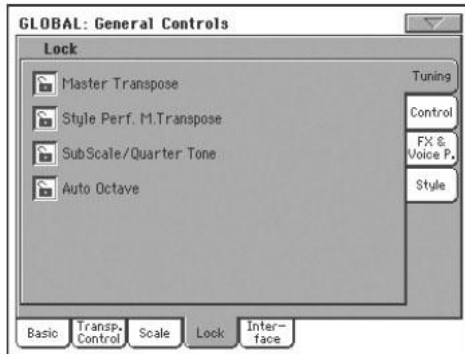 GLOBAL: General Controls
Lock
Master Transpose
Style Perf. M.Transpose
SubScale/Quarter Tone
Auto Octave
Tuning
Control
FX &
Voice P.
Style
Basic
Transp.
Control
Scale
Lock
Inter-
face